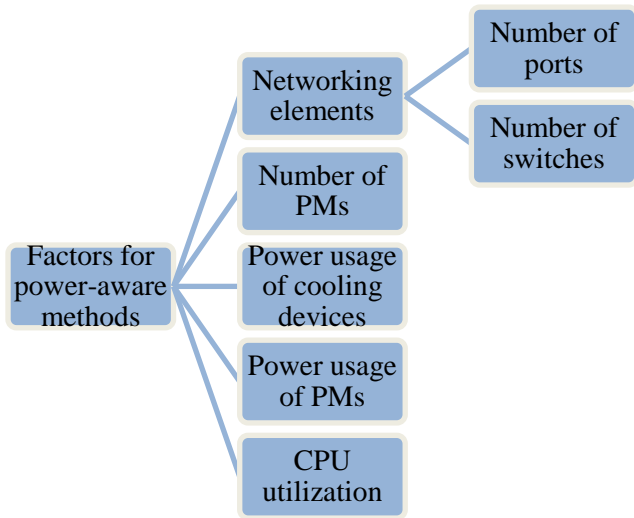 Factors for
power-aware
methods
Networking
elements
Number of
ports
Number of
switches
Number of
PMs
Power usage
of cooling
devices
Power usage
of PMs
CPU
utilization